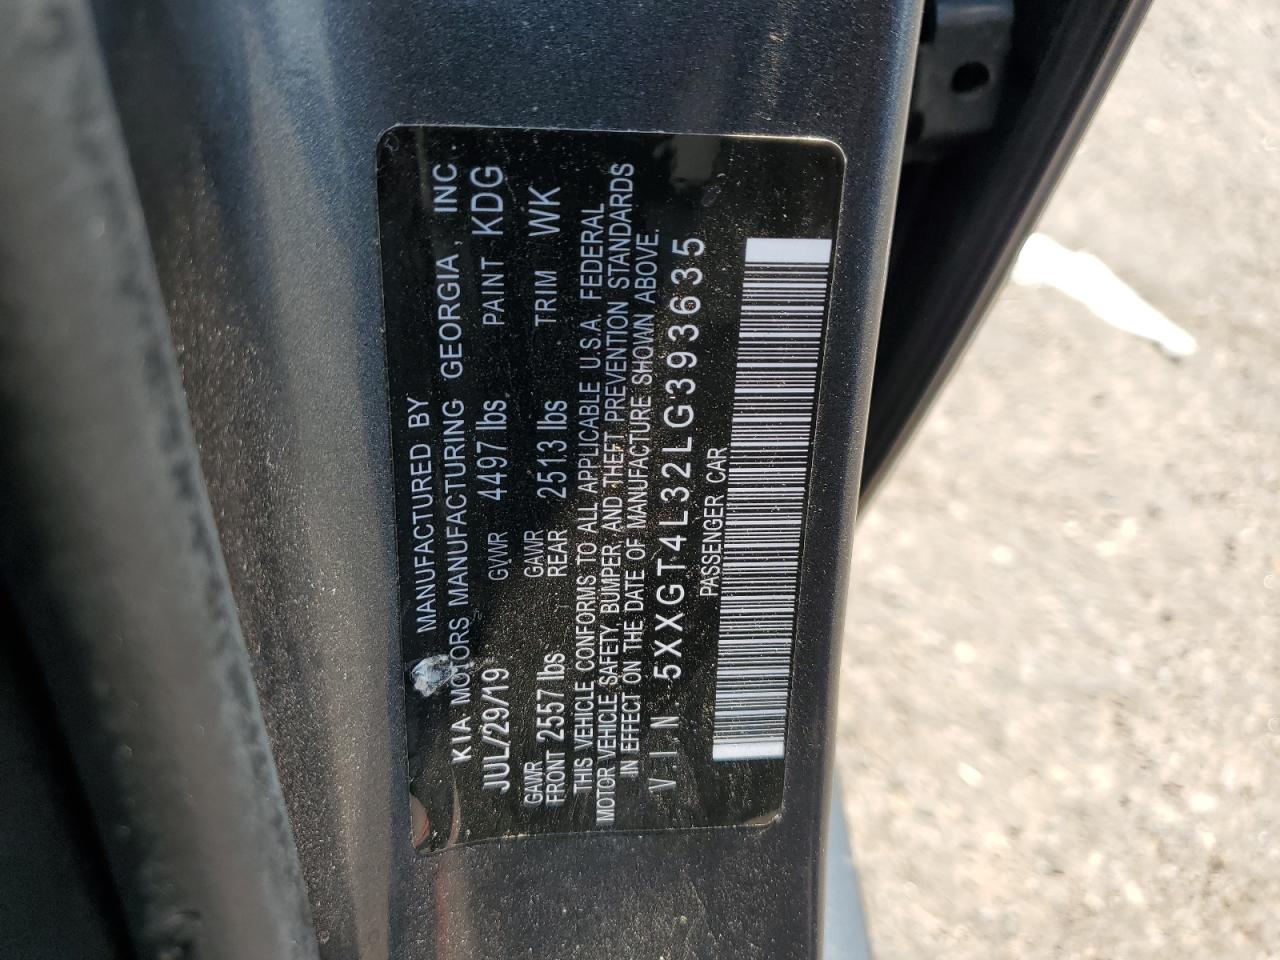 MANUFACTURED BY
KIA MOTORS MANUFACTURING GEORGIA, INC.
JUL/29/19 GVWR 4497 lbs PAINT KDG
GAWR FRONT 2557 lbs GAWR REAR 2513 lbs TRIM WK
THIS VEHICLE CONFORMS TO ALL APPLICABLE U.S.A. FEDERAL
MOTOR VEHICLE SAFETY, BUMPER, AND THEFT PREVENTION STANDARDS
IN EFFECT ON THE DATE OF MANUFACTURE SHOWN ABOVE.
VIN 5XXGT4L32LG393635
PASSENGER CAR